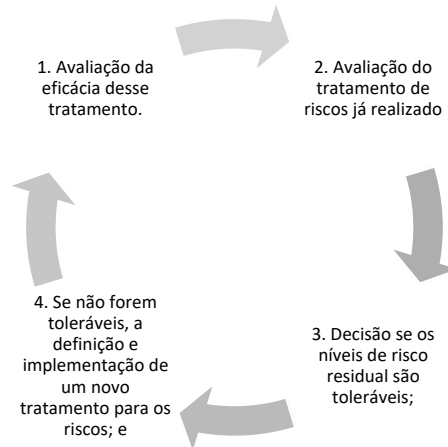 1. Avaliação da
eficácia desse
tratamento.
2. Avaliação do
tratamento de
riscos já realizado
3. Decisão se os
níveis de risco
residual são
toleráveis;
4. Se não forem
toleráveis, a
definição e
implementação de
um novo
tratamento para os
riscos; e